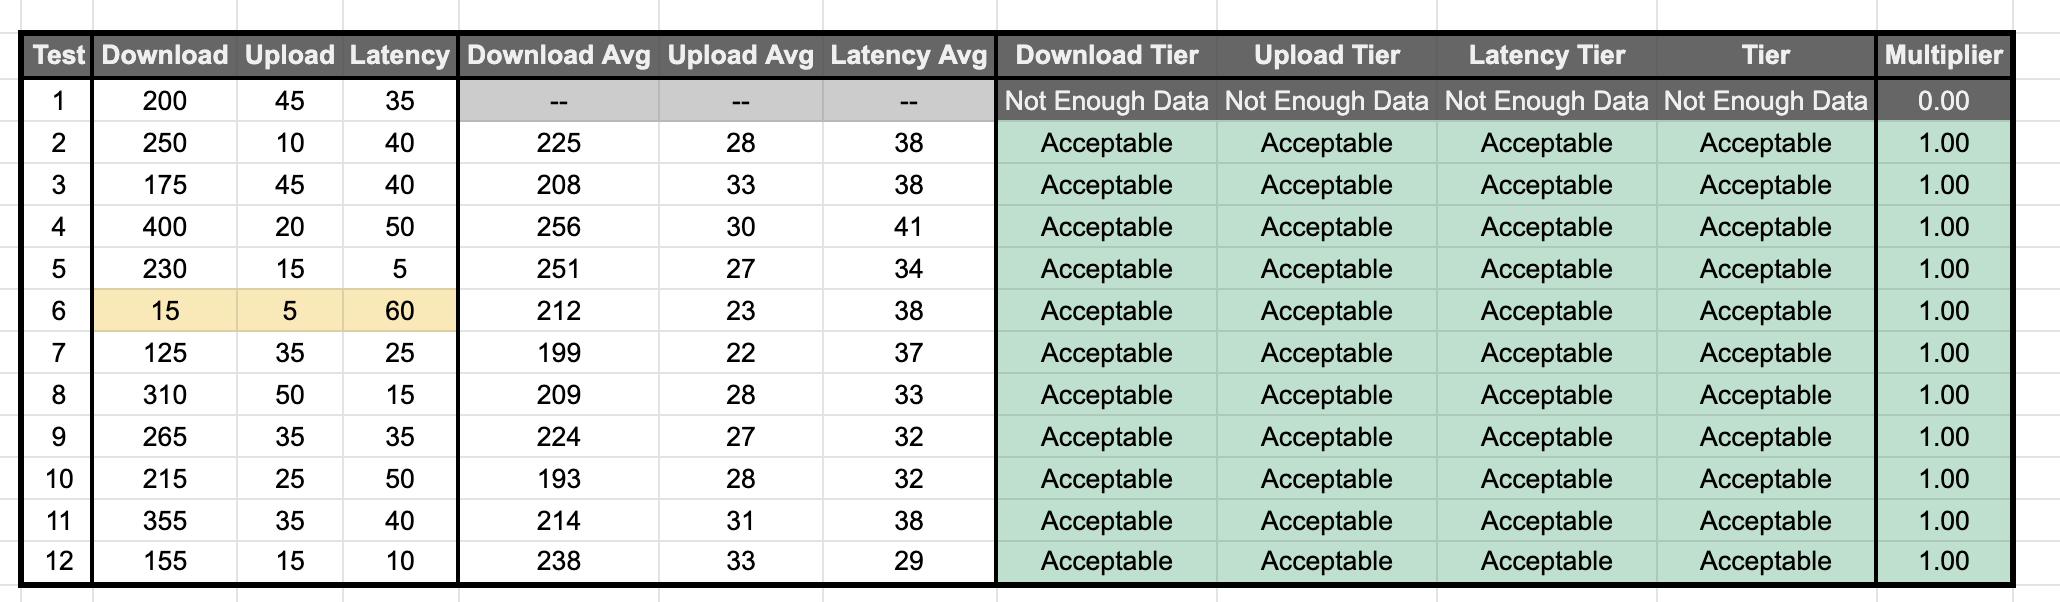 Test Download Upload Latency Download Avg Upload Avg Latency Avg Download Tier Upload Tier Latency Tier Tier Multiplier
1 200 45 35 -- -- -- Not Enough Data Not Enough Data Not Enough Data Not Enough Data 0.00
2 250 10 40 225 28 38 Acceptable Acceptable Acceptable Acceptable 1.00
3 175 45 40 208 33 38 Acceptable Acceptable Acceptable Acceptable 1.00
4 400 20 50 256 30 41 Acceptable Acceptable Acceptable Acceptable 1.00
5 230 15 5 251 27 34 Acceptable Acceptable Acceptable Acceptable 1.00
6 15 5 60 212 23 38 Acceptable Acceptable Acceptable Acceptable 1.00
7 125 35 25 199 22 37 Acceptable Acceptable Acceptable Acceptable 1.00
8 310 50 15 209 28 33 Acceptable Acceptable Acceptable Acceptable 1.00
9 265 35 35 224 27 32 Acceptable Acceptable Acceptable Acceptable 1.00
10 215 25 50 193 28 32 Acceptable Acceptable Acceptable Acceptable 1.00
11 355 35 40 214 31 38 Acceptable Acceptable Acceptable Acceptable 1.00
12 155 15 10 238 33 29 Acceptable Acceptable Acceptable Acceptable 1.00